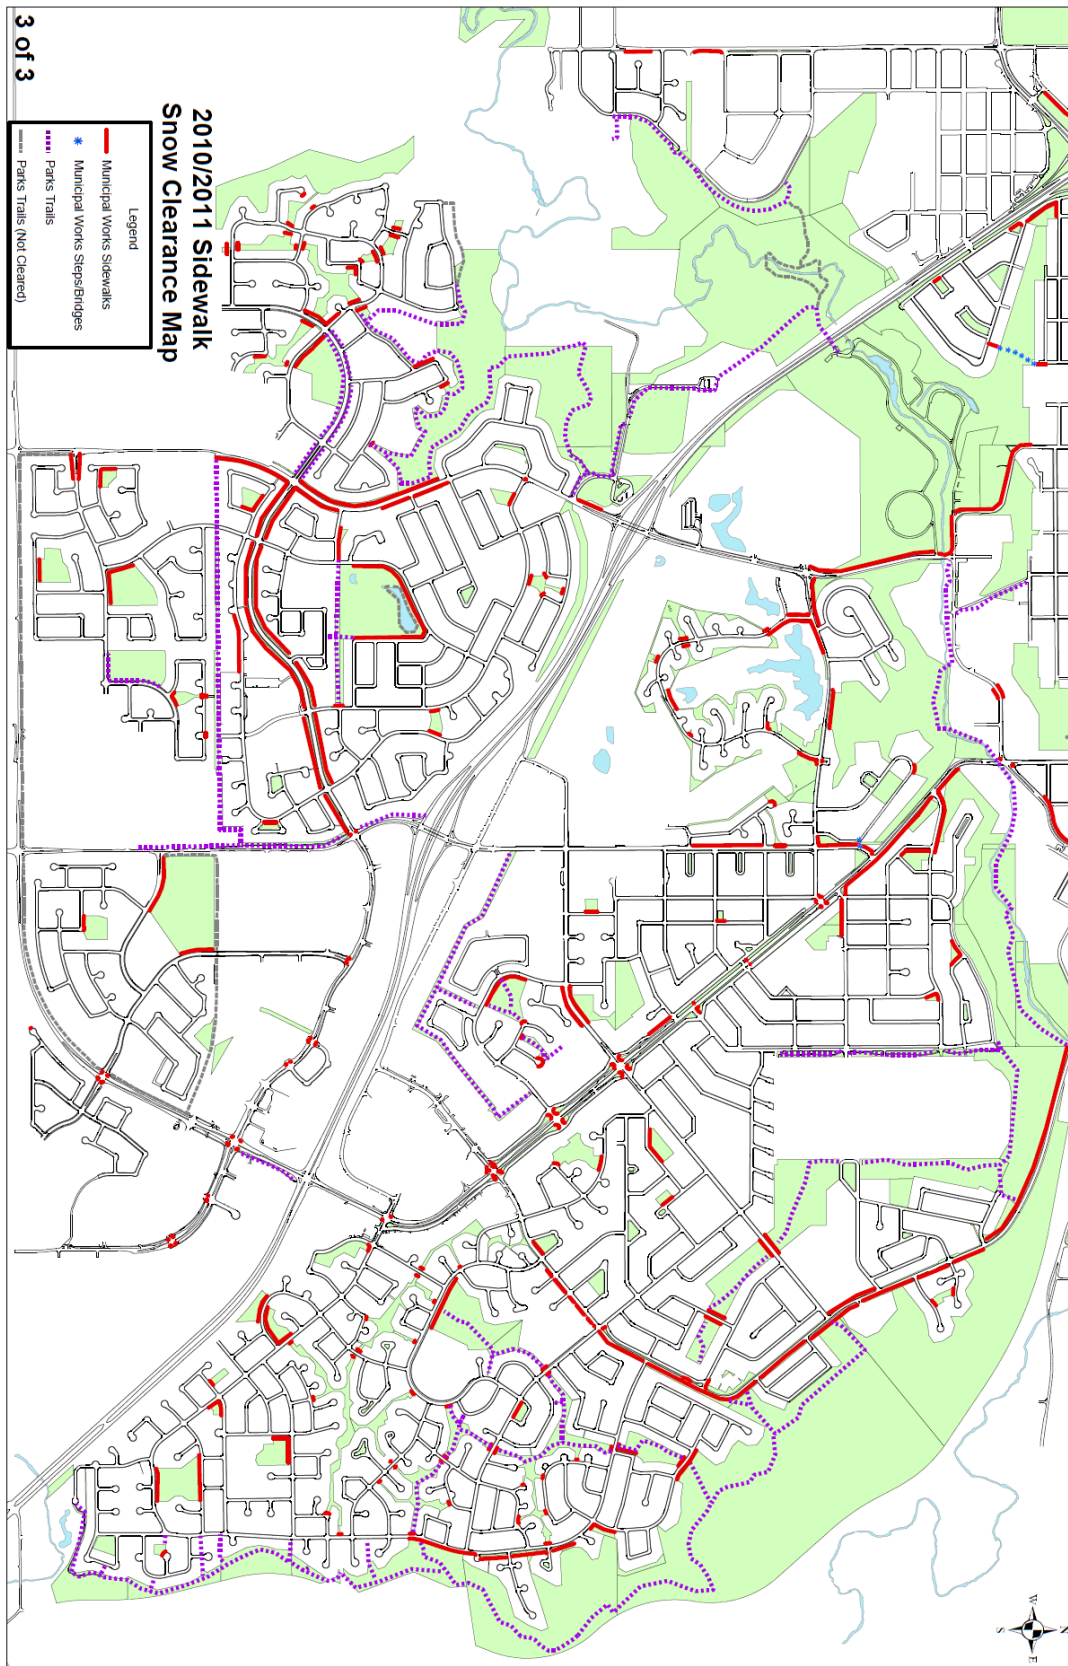 3 of 3
2010/2011 Sidewalk
Snow Clearance Map
Legend
Municipal Works Sidewalks
Municipal Works Steps/Bridges
Parks Trails
Parks Trails (Not Cleared)
N
W
E
S